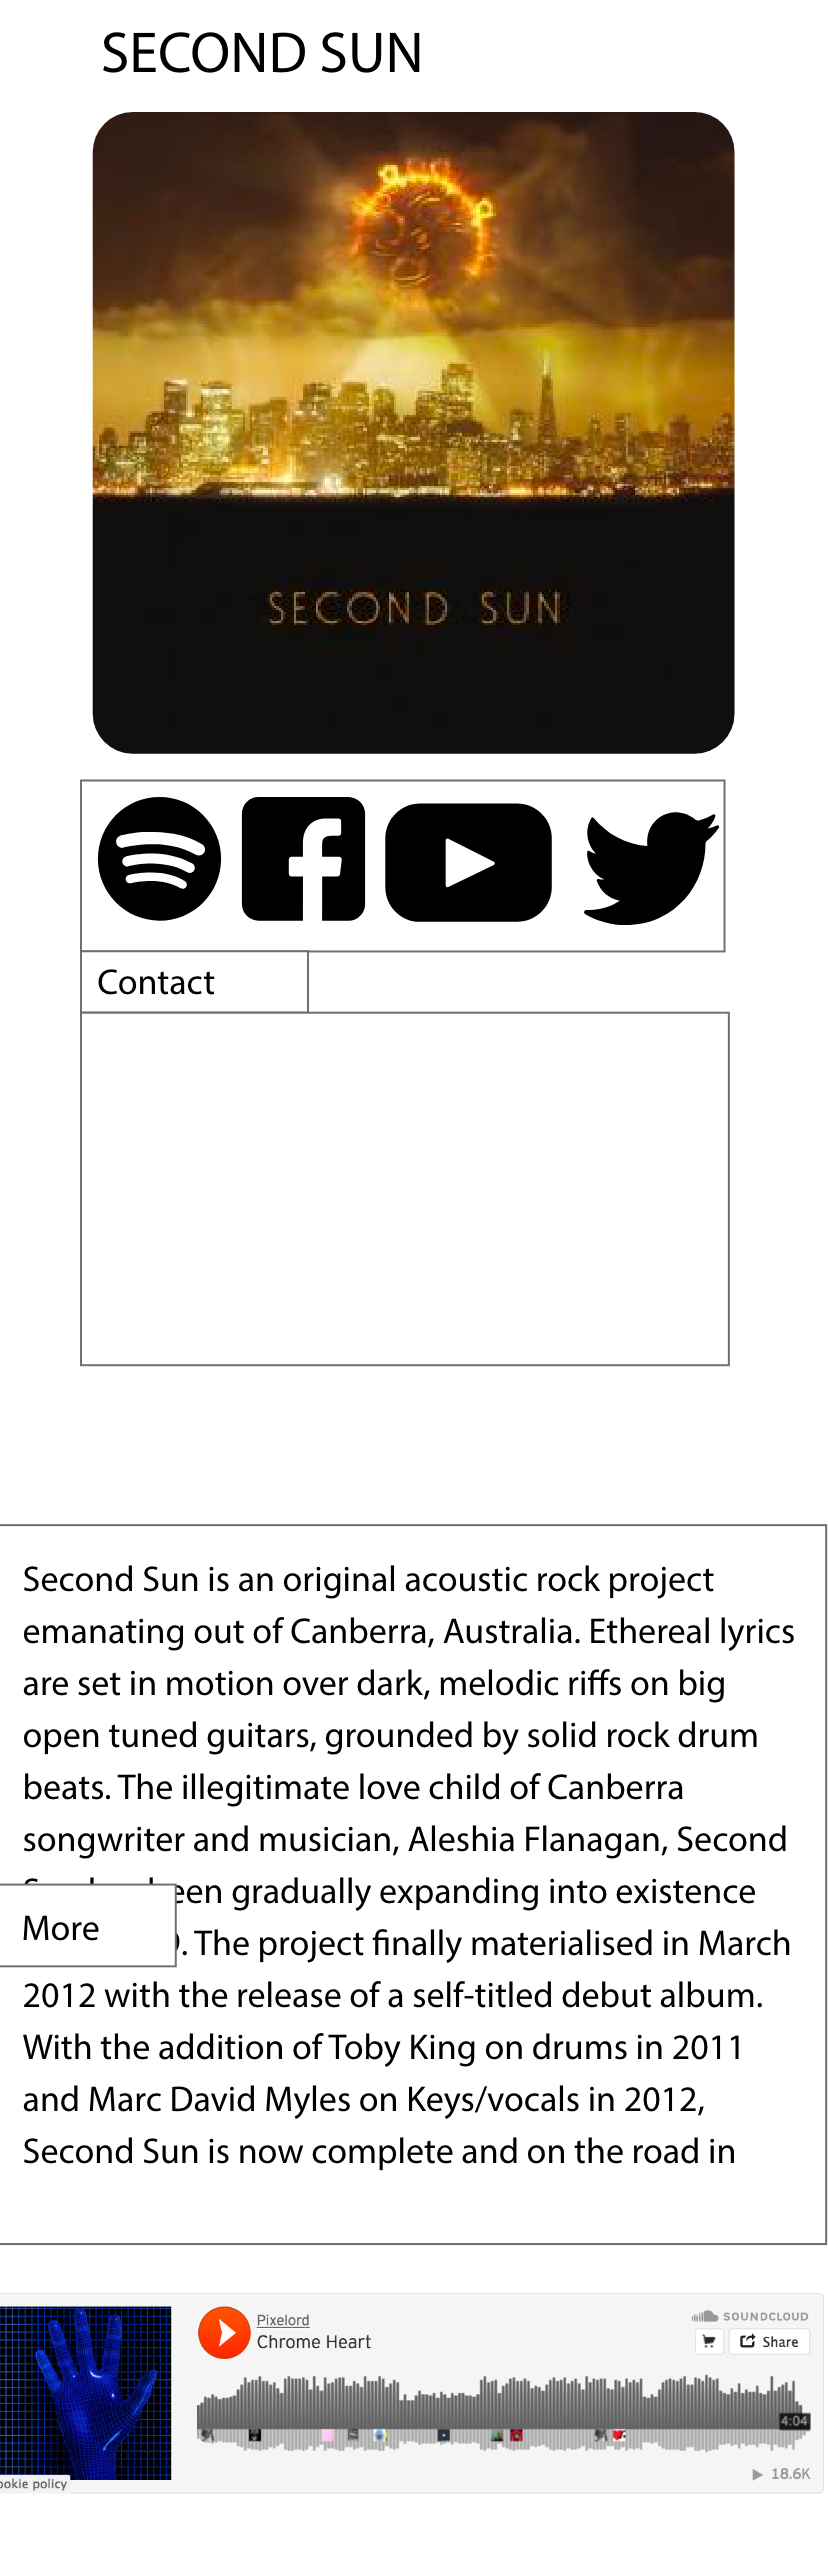 SECOND SUN
SECOND SUN
Contact
Second Sun is an original acoustic rock project
emanating out of Canberra, Australia. Ethereal lyrics
are set in motion over dark, melodic riffs on big
open tuned guitars, grounded by solid rock drum
beats. The illegitimate love child of Canberra
songwriter and musician, Aleshia Flanagan, Second
een gradually expanding into existence
More
. The project finally materialised in March
2012 with the release of a self-titled debut album.
With the addition of Toby King on drums in 2011
and Marc David Myles on Keys/vocals in 2012,
Second Sun is now complete and on the road in
Pixelord
Chrome Heart
SOUNDCLOUD
Share
4:04
18.6K
ookie policy